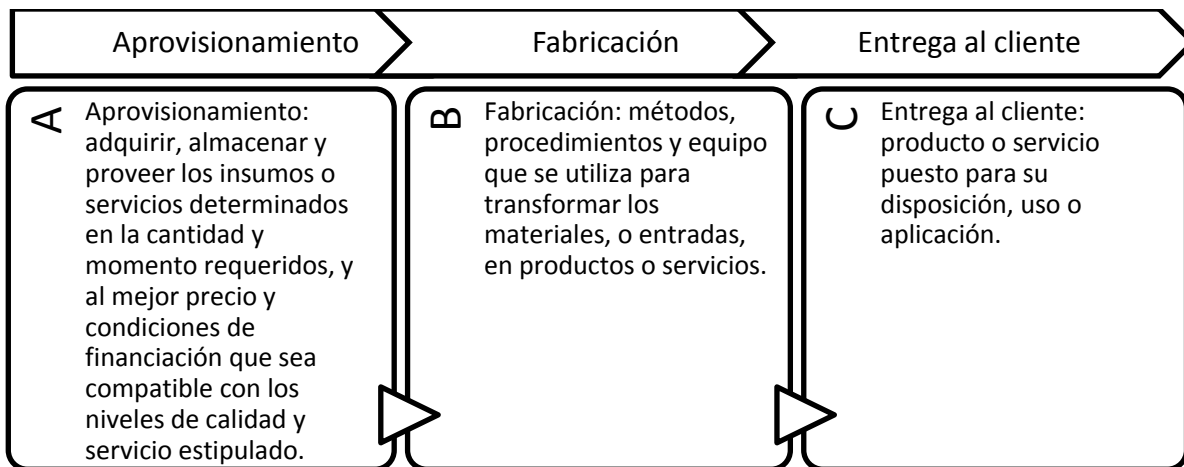 Aprovisionamiento
Fabricación
Entrega al cliente
A
Aprovisionamiento:
adquirir, almacenar y
proveer los insumos o
servicios determinados
en la cantidad y
momento requeridos, y
al mejor precio y
condiciones de
financiación que sea
compatible con los
niveles de calidad y
servicio estipulado.
B
Fabricación: métodos,
procedimientos y equipo
que se utiliza para
transformar los
materiales, o entradas,
en productos o servicios.
C
Entrega al cliente:
producto o servicio
puesto para su
disposición, uso o
aplicación.